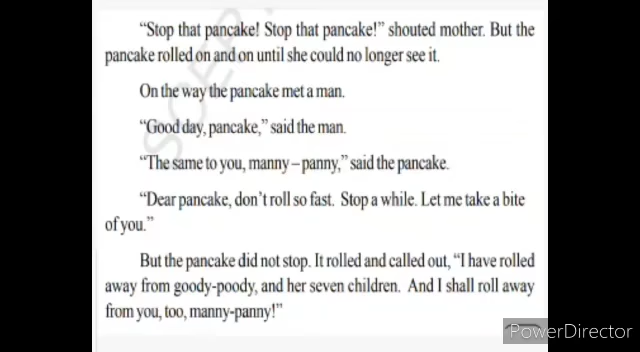 “Stop that pancake! Stop that pancake!” shouted mother. But the
pancake rolled on and on until she could no longer see it.
On the way the pancake met a man.
“Good day, pancake,” said the man.
“The same to you, manny – panny,” said the pancake.
“Dear pancake, don’t roll so fast. Stop a while. Let me take a bite
of you.”
But the pancake did not stop. It rolled and called out, “I have rolled
away from goody-poody, and her seven children. And I shall roll away
from you, too, manny-panny!”
PowerDirector